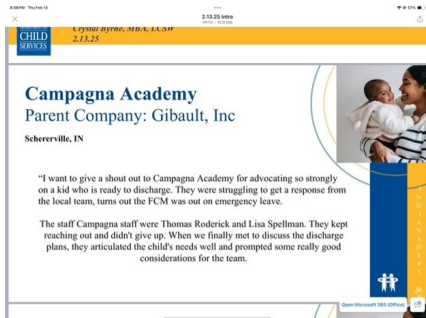 9:08 PM Thu Feb 13
2.13.25 Intro
CHILD
SERVICES
Crystal Byrne, MBA, LCSW
2.13.25
Campagna Academy
Parent Company: Gibault, Inc
Schererville, IN
“I want to give a shout out to Campagna Academy for advocating so strongly
on a kid who is ready to discharge. They were struggling to get a response from
the local team, turns out the FCM was out on emergency leave.
The staff Campagna staff were Thomas Roderick and Lisa Spellman. They kept
reaching out and didn't give up. When we finally met to discuss the discharge
plans, they articulated the child's needs well and prompted some really good
considerations for the team.
Open Microsoft 365 (Office)